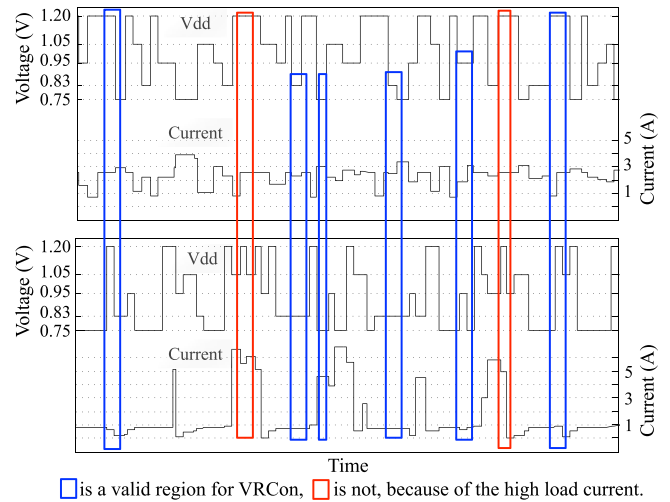 Voltage (V)
1.20
1.05
0.95
0.83
0.75
Vdd
Current
5
3
1
Current (A)
Voltage (V)
1.20
1.05
0.95
0.83
0.75
Vdd
Current
5
3
1
Current (A)
Time
is a valid region for VRCon, is not, because of the high load current.